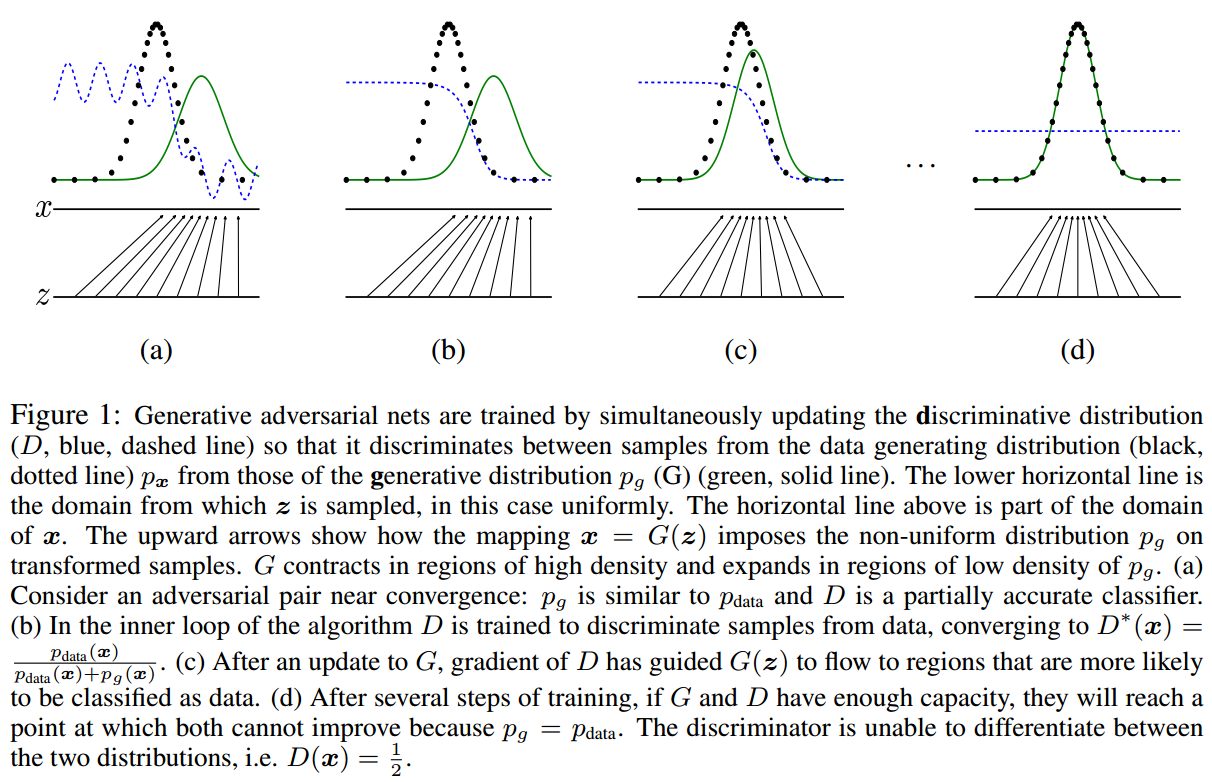 x
z
. . .
(a) (b) (c) (d)
Figure 1: Generative adversarial nets are trained by simultaneously updating the discriminative distribution
(D, blue, dashed line) so that it discriminates between samples from the data generating distribution (black,
dotted line) pₓ from those of the generative distribution p_g (G) (green, solid line). The lower horizontal line is
the domain from which z is sampled, in this case uniformly. The horizontal line above is part of the domain
of x. The upward arrows show how the mapping x = G(z) imposes the non-uniform distribution p_g on
transformed samples. G contracts in regions of high density and expands in regions of low density of p_g. (a)
Consider an adversarial pair near convergence: p_g is similar to p_data and D is a partially accurate classifier.
(b) In the inner loop of the algorithm D is trained to discriminate samples from data, converging to D*(x) =
p_data(x) / (p_data(x)+p_g(x)). (c) After an update to G, gradient of D has guided G(z) to flow to regions that are more likely
to be classified as data. (d) After several steps of training, if G and D have enough capacity, they will reach a
point at which both cannot improve because p_g = p_data. The discriminator is unable to differentiate between
the two distributions, i.e. D(x) = 1/2.